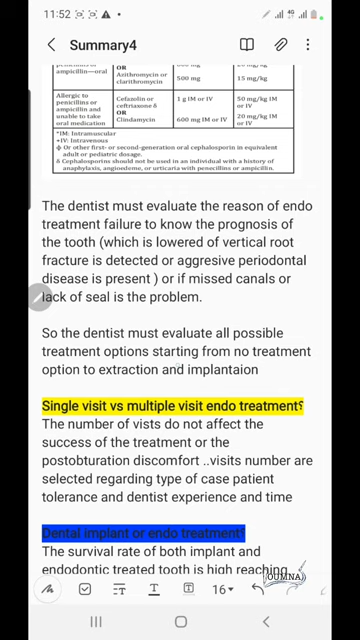 11:52
4G
Summary4
ampicillin—oral
OR
Azithromycin or
clarithromycin
500 mg
15 mg/kg
Allergic to
penicillins or
ampicillin and
unable to take
oral medication
Cefazolin or
ceftriaxone δ
OR
Clindamycin
1 g IM or IV
600 mg IM or IV
50 mg/kg IM
or IV
20 mg/kg IM
or IV
*IM: Intramuscular
+IV: Intravenous
ϕ Or other first- or second-generation oral cephalosporin in equivalent
adult or pediatric dosage.
δ Cephalosporins should not be used in an individual with a history of
anaphylaxis, angioedema, or urticaria with penecillins or ampicillin.
The dentist must evaluate the reason of endo
treatment failure to know the prognosis of
the tooth (which is lowered of vertical root
fracture is detected or aggresive periodontal
disease is present ) or if missed canals or
lack of seal is the problem.
So the dentist must evaluate all possible
treatment options starting from no treatment
option to extraction and implantaion
Single visit vs multiple visit endo treatment؟
The number of vists do not affect the
success of the treatment or the
postobturation discomfort ..visits number are
selected regarding type of case patient
tolerance and dentist experience and time
Dental implant or endo treatment؟
The survival rate of both implant and
endodontic treated tooth is high reaching
OUMNA
16